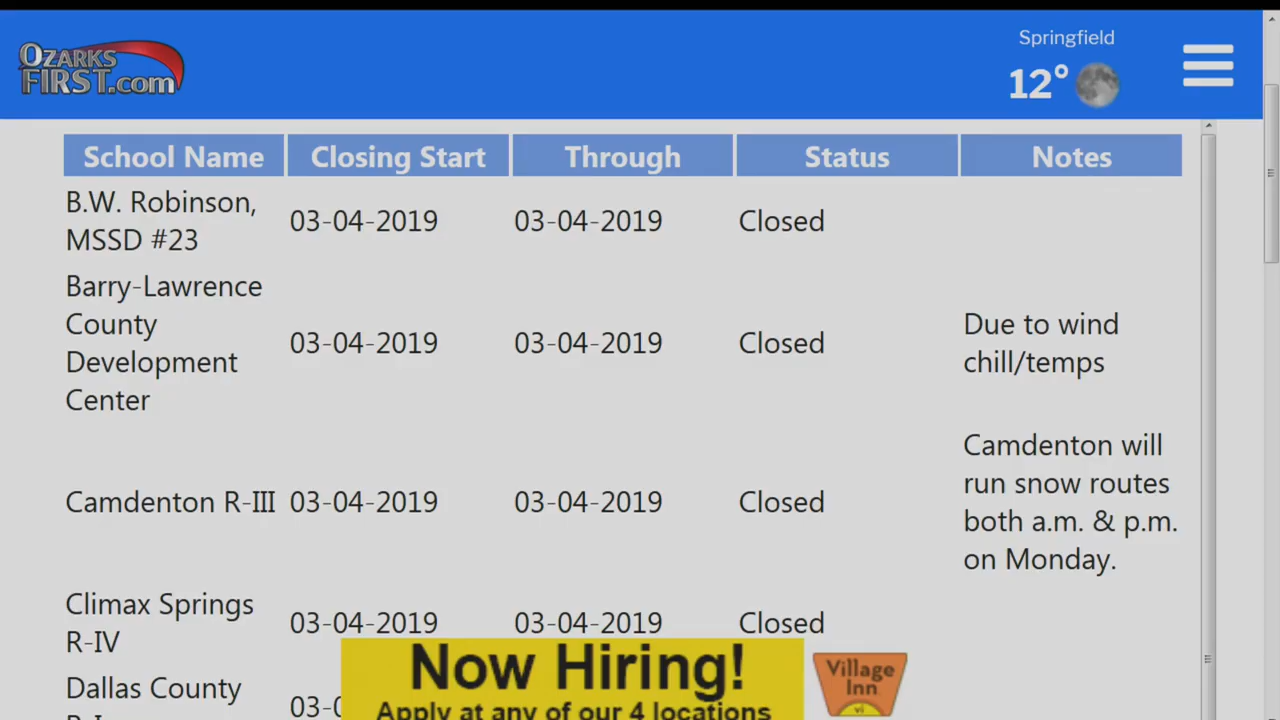 OZARKS
FIRST.com
Springfield
12°
School Name Closing Start Through Status Notes
B.W. Robinson,
MSSD #23
03-04-2019 03-04-2019 Closed
Barry-Lawrence
County
Development
Center
03-04-2019 03-04-2019 Closed
Due to wind
chill/temps
Camdenton R-III 03-04-2019 03-04-2019 Closed
Camdenton will
run snow routes
both a.m. & p.m.
on Monday.
Climax Springs
R-IV
03-04-2019 03-04-2019 Closed
Dallas County
03-0
Now Hiring!
Apply at any of our 4 locations
Village
Inn
vi